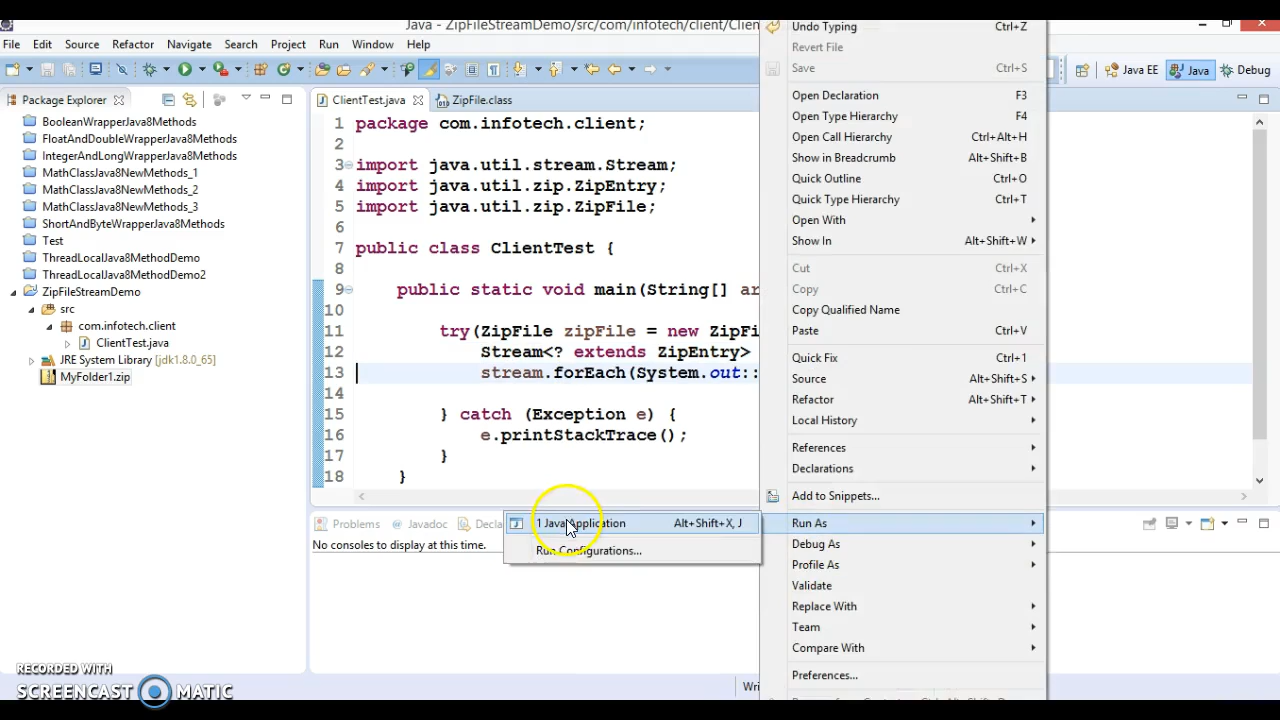 Java - ZipFileStreamDemo/src/com/infotech/client/Clien
File Edit Source Refactor Navigate Search Project Run Window Help
Java EE Java Debug
Package Explorer
BooleanWrapperJava8Methods
FloatAndDoubleWrapperJava8Methods
IntegerAndLongWrapperJava8Methods
MathClassJava8NewMethods_1
MathClassJava8NewMethods_2
MathClassJava8NewMethods_3
ShortAndByteWrapperJava8Methods
Test
ThreadLocalJava8MethodDemo
ThreadLocalJava8MethodDemo2
ZipFileStreamDemo
src
com.infotech.client
ClientTest.java
JRE System Library [jdk1.8.0_65]
MyFolder1.zip
ClientTest.java ZipFile.class
1 package com.infotech.client;
2
3 import java.util.stream.Stream;
4 import java.util.zip.ZipEntry;
5 import java.util.zip.ZipFile;
6
7 public class ClientTest {
8
9 public static void main(String[] ar
10
11 try(ZipFile zipFile = new ZipFi
12 Stream<? extends ZipEntry>
13 stream.forEach(System.out::
14
15 } catch (Exception e) {
16 e.printStackTrace();
17 }
18 }
Problems Javadoc Decla
No consoles to display at this time.
Wri
Undo Typing Ctrl+Z
Revert File
Save Ctrl+S
Open Declaration F3
Open Type Hierarchy F4
Open Call Hierarchy Ctrl+Alt+H
Show in Breadcrumb Alt+Shift+B
Quick Outline Ctrl+O
Quick Type Hierarchy Ctrl+T
Open With
Show In Alt+Shift+W
Cut Ctrl+X
Copy Ctrl+C
Copy Qualified Name
Paste Ctrl+V
Quick Fix Ctrl+1
Source Alt+Shift+S
Refactor Alt+Shift+T
Local History
References
Declarations
Add to Snippets...
Run As
Debug As
Profile As
Validate
Replace With
Team
Compare With
Preferences...
1 Java Application Alt+Shift+X, J
Run Configurations...
RECORDED WITH
SCREENCAST MATIC